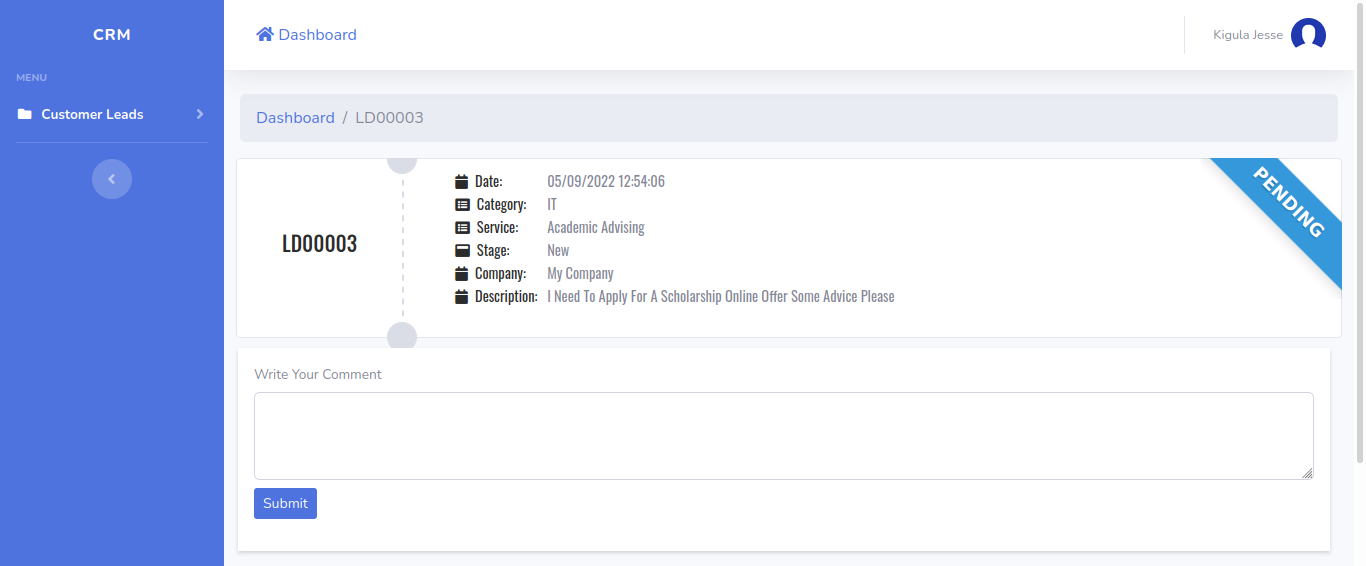 CRM
MENU
Customer Leads
Dashboard
Kigula Jesse
Dashboard / LD00003
LD00003
Date: 05/09/2022 12:54:06
Category: IT
Service: Academic Advising
Stage: New
Company: My Company
Description: I Need To Apply For A Scholarship Online Offer Some Advice Please
PENDING
Write Your Comment
Submit